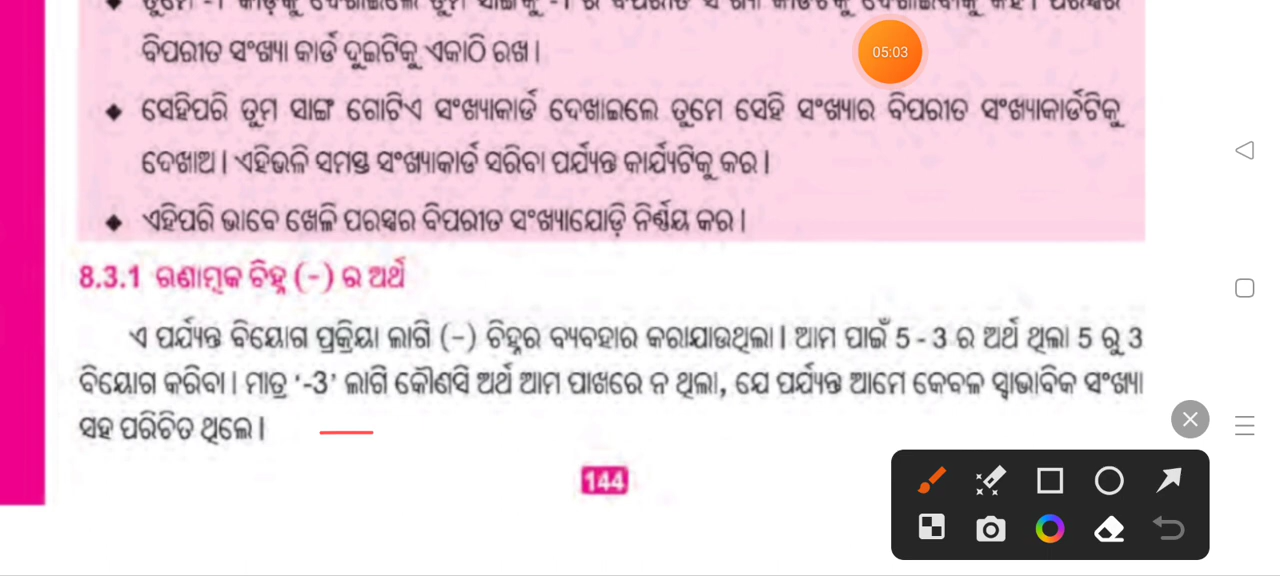 ବିପରୀତ ସଂଖ୍ୟା କାର୍ଡ ଦୁଇଟିକୁ ଏକାଠି ରଖ।
05:03
◆ ସେହିପରି ତୁମ ସାଙ୍ଗ ଗୋଟିଏ ସଂଖ୍ୟାକାର୍ଡ ଦେଖାଇଲେ ତୁମେ ସେହି ସଂଖ୍ୟାର ବିପରୀତ ସଂଖ୍ୟାକାର୍ଡଟିକୁ
ଦେଖାଅ। ଏହିଭଳି ସମସ୍ତ ସଂଖ୍ୟାକାର୍ଡ ସରିବା ପର୍ଯ୍ୟନ୍ତ କାର୍ଯ୍ୟଟିକୁ କର।
◆ ଏହିପରି ଭାବେ ଖେଳି ପରସ୍ପର ବିପରୀତ ସଂଖ୍ୟାଯୋଡ଼ି ନିର୍ଣ୍ଣୟ କର।
8.3.1 ଋଣାତ୍ମକ ଚିହ୍ନ (-) ର ଅର୍ଥ
ଏ ପର୍ଯ୍ୟନ୍ତ ବିୟୋଗ ପ୍ରକ୍ରିୟା ଲାଗି (-) ଚିହ୍ନର ବ୍ୟବହାର କରାଯାଉଥିଲା। ଆମ ପାଇଁ 5 - 3 ର ଅର୍ଥ ଥିଲା 5 ରୁ 3
ବିୟୋଗ କରିବା। ମାତ୍ର ‘-3’ ଲାଗି କୌଣସି ଅର୍ଥ ଆମ ପାଖରେ ନ ଥିଲା, ଯେ ପର୍ଯ୍ୟନ୍ତ ଆମେ କେବଳ ସ୍ୱାଭାବିକ ସଂଖ୍ୟା
ସହ ପରିଚିତ ଥିଲେ।
144